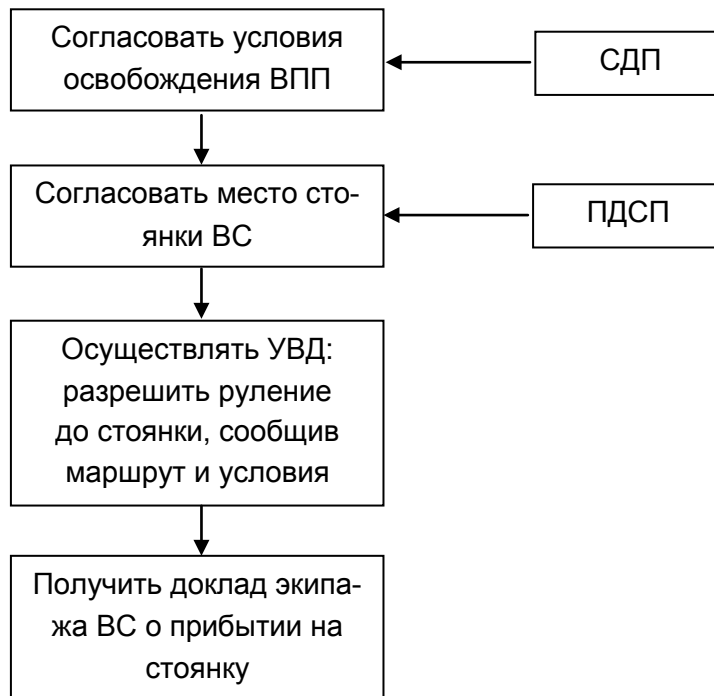 Согласовать условия
освобождения ВПП
СДП
Согласовать место сто-
янки ВС
ПДСП
Осуществлять УВД:
разрешить руление
до стоянки, сообщив
маршрут и условия
Получить доклад экипа-
жа ВС о прибытии на
стоянку